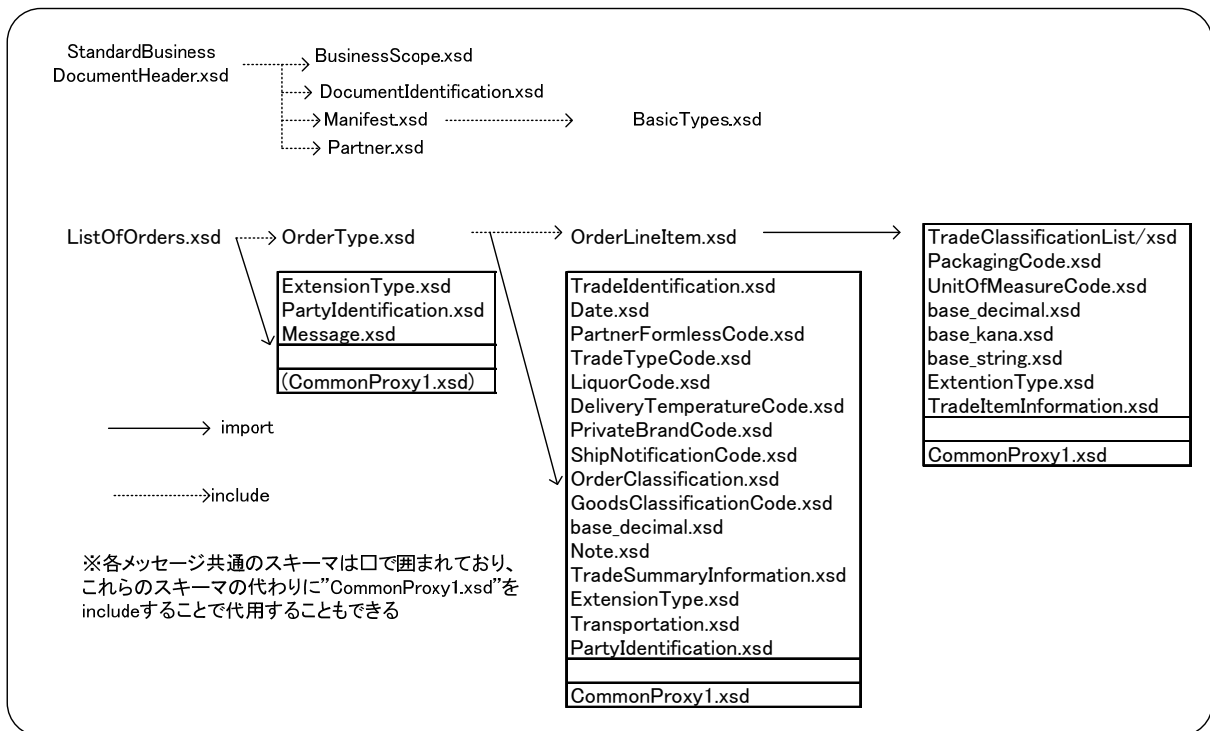 StandardBusiness
DocumentHeader.xsd
BusinessScope.xsd
DocumentIdentification.xsd
Manifest.xsd
BasicTypes.xsd
Partner.xsd
ListOfOrders.xsd
OrderType.xsd
OrderLineItem.xsd
ExtensionType.xsd
PartyIdentification.xsd
Message.xsd
(CommonProxy1.xsd)
TradeIdentification.xsd
Date.xsd
PartnerFormlessCode.xsd
TradeTypeCode.xsd
LiquorCode.xsd
DeliveryTemperatureCode.xsd
PrivateBrandCode.xsd
ShipNotificationCode.xsd
OrderClassification.xsd
GoodsClassificationCode.xsd
base_decimal.xsd
Note.xsd
TradeSummaryInformation.xsd
ExtensionType.xsd
Transportation.xsd
PartyIdentification.xsd
CommonProxy1.xsd
TradeClassificationList/xsd
PackagingCode.xsd
UnitOfMeasureCode.xsd
base_decimal.xsd
base_kana.xsd
base_string.xsd
ExtentionType.xsd
TradeItemInformation.xsd
CommonProxy1.xsd
import
include
※各メッセージ共通のスキーマは□で囲まれており、
これらのスキーマの代わりに”CommonProxy1.xsd”を
includeすることで代用することもできる